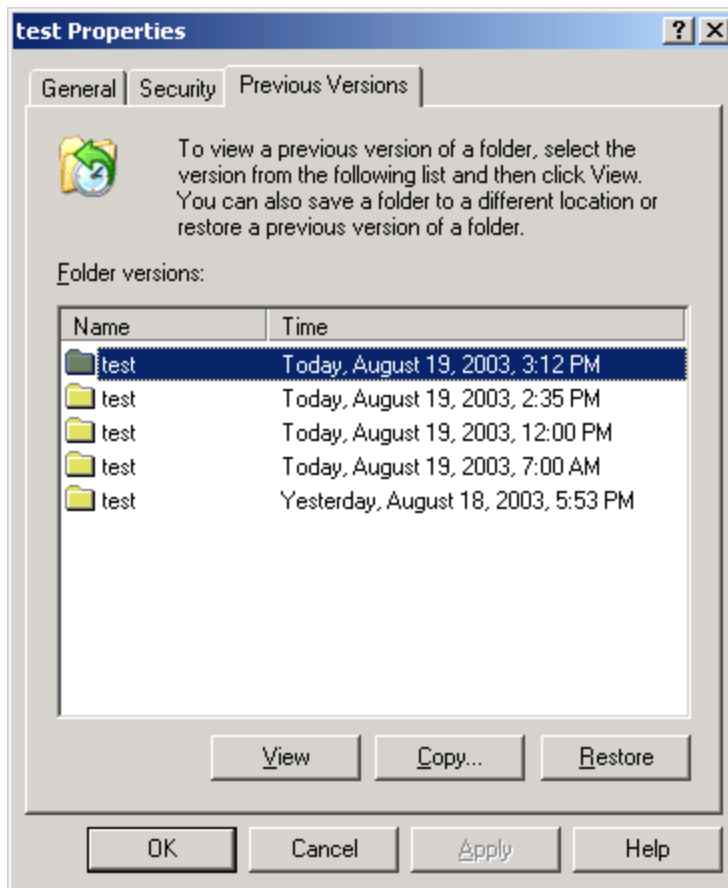 test Properties
General Security Previous Versions
To view a previous version of a folder, select the
version from the following list and then click View.
You can also save a folder to a different location or
restore a previous version of a folder.
Folder versions:
Name Time
test Today, August 19, 2003, 3:12 PM
test Today, August 19, 2003, 2:35 PM
test Today, August 19, 2003, 12:00 PM
test Today, August 19, 2003, 7:00 AM
test Yesterday, August 18, 2003, 5:53 PM
View Copy... Restore
OK Cancel Apply Help